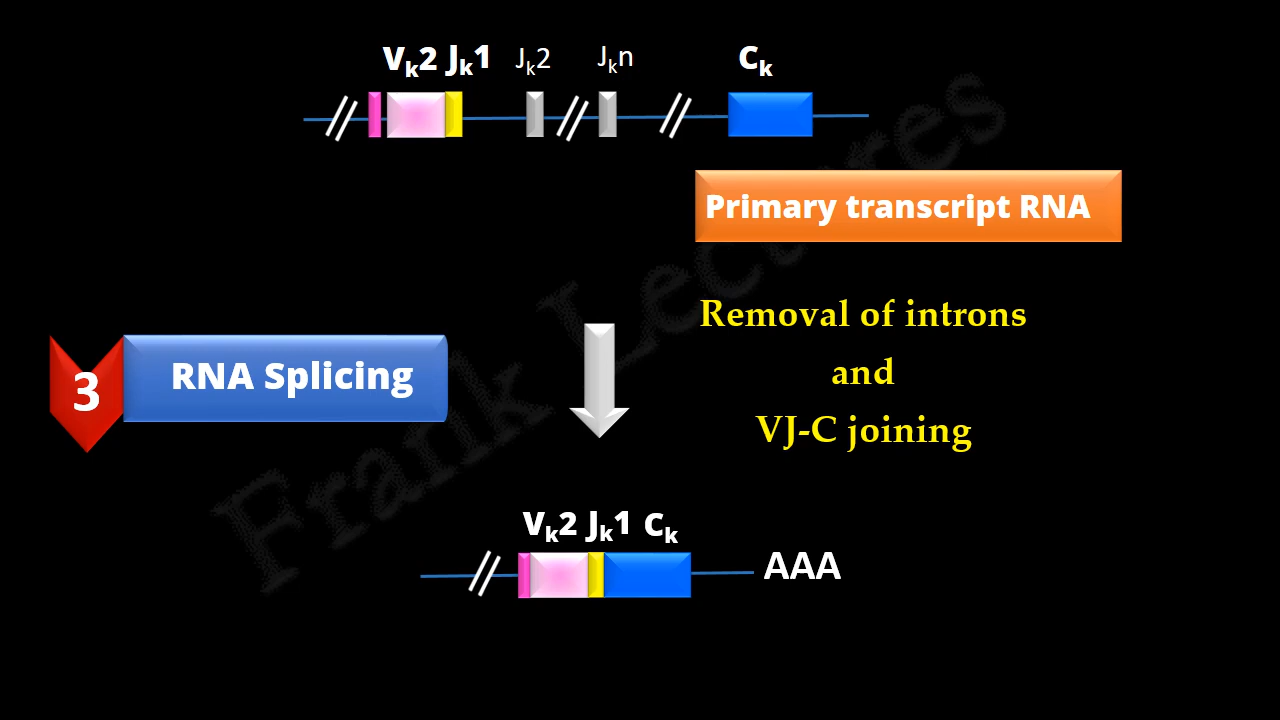 Vk2 Jk1 Jk2 Jkn Ck
Primary transcript RNA
Removal of introns
and
VJ-C joining
3 RNA Splicing
Vk2 Jk1 Ck
AAA
Frank Lectures